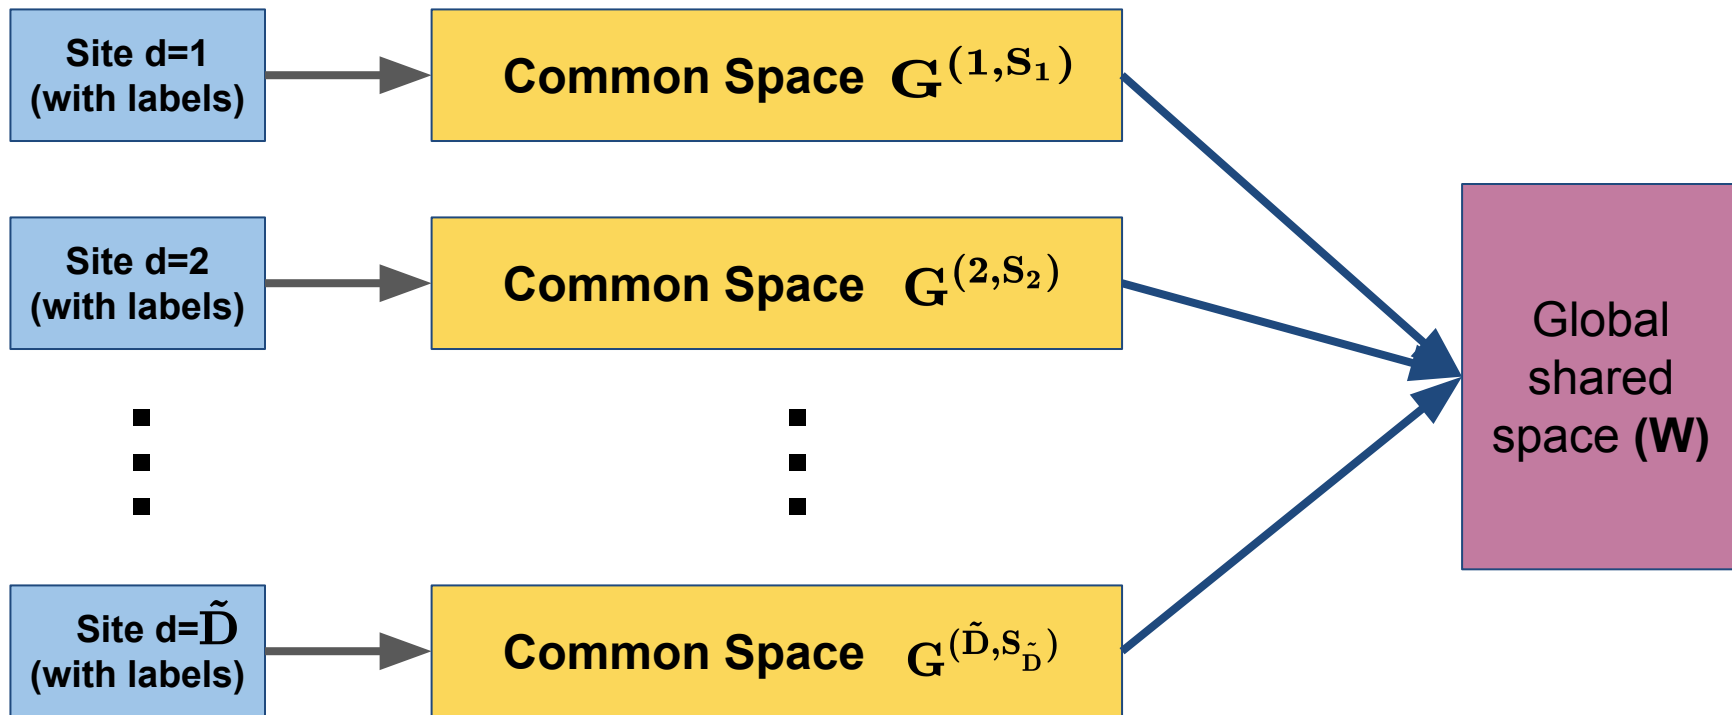 Site d=1
(with labels)
Common Space G^(1,S_1)
Site d=2
(with labels)
Common Space G^(2,S_2)
Global
shared
space (W)
Site d=D̃
(with labels)
Common Space G^(D̃,S_D̃)